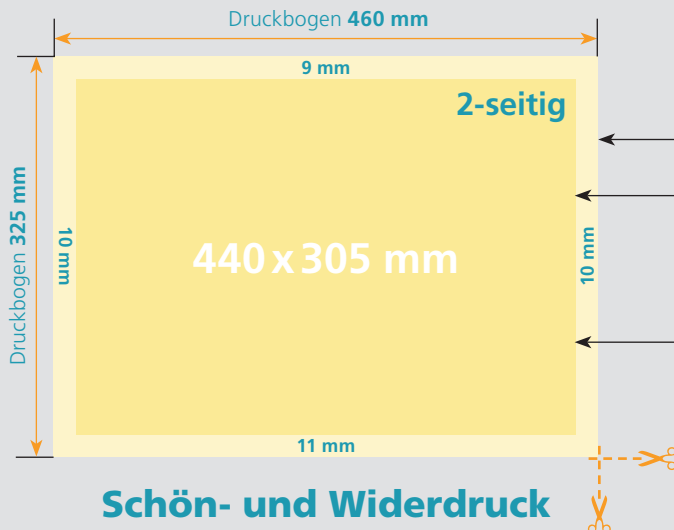 Druckbogen 460 mm
9 mm
2-seitig
Druckbogen 325 mm
10 mm
440 x 305 mm
10 mm
11 mm
Schön- und Widerdruck